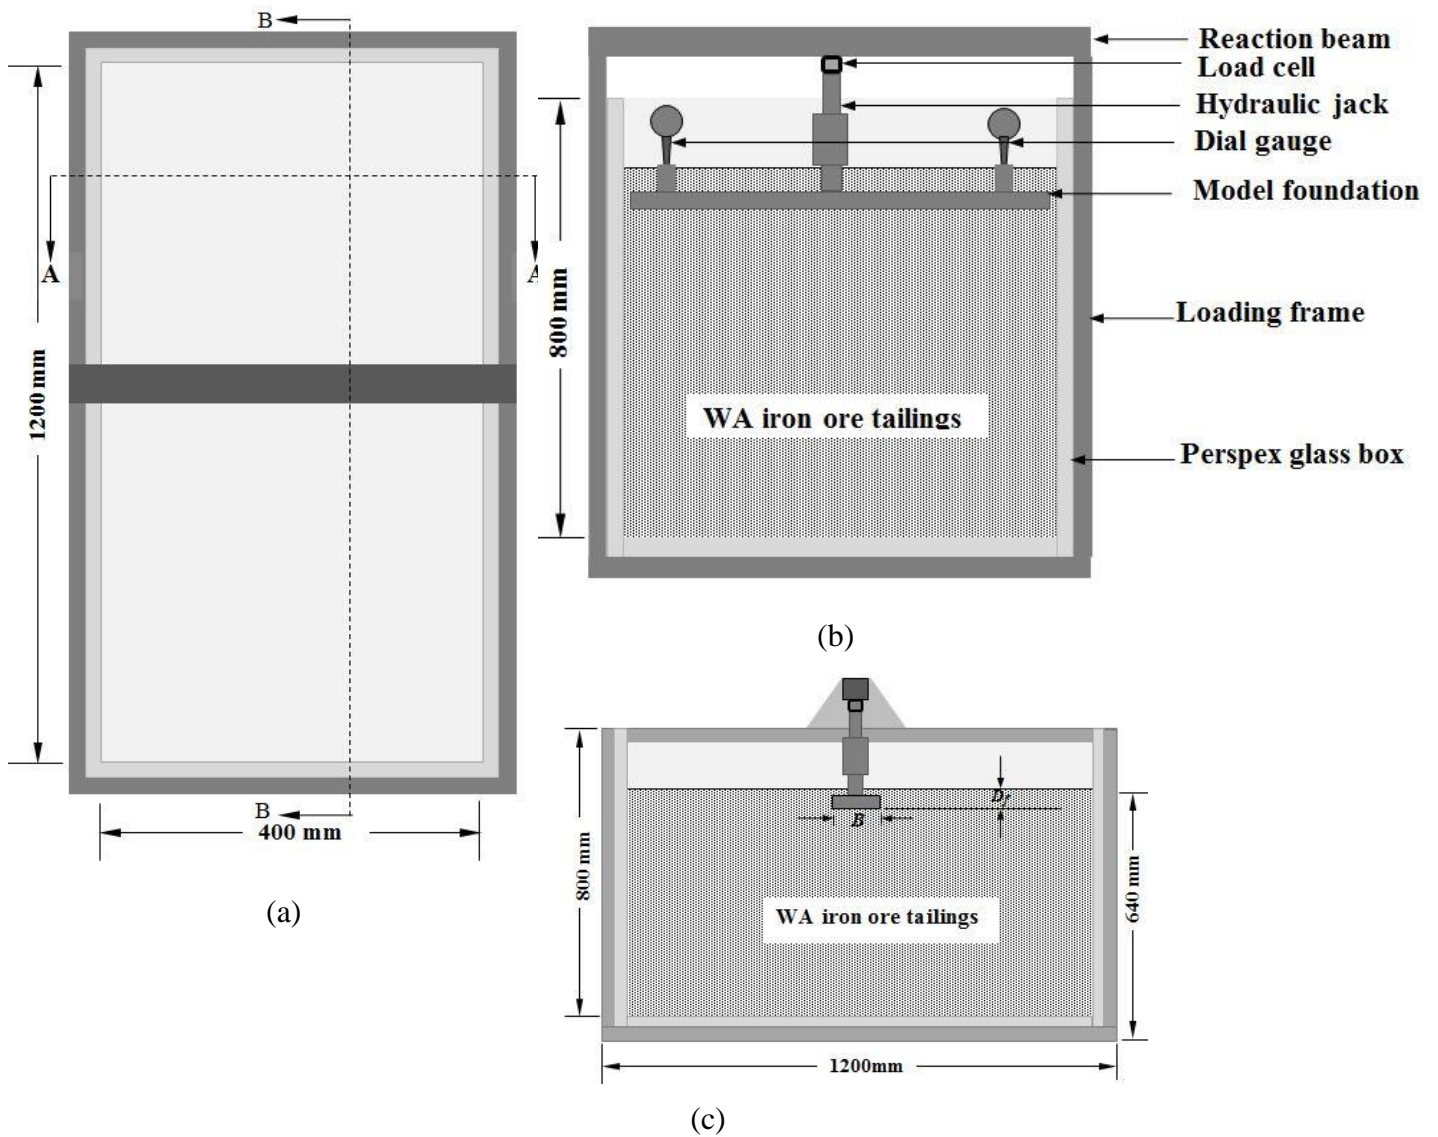 B
A
A
1200 mm
B
400 mm
(a)
Reaction beam
Load cell
Hydraulic jack
Dial gauge
Model foundation
800 mm
Loading frame
WA iron ore tailings
Perspex glass box
(b)
Df
B
800 mm
640 mm
WA iron ore tailings
1200mm
(c)